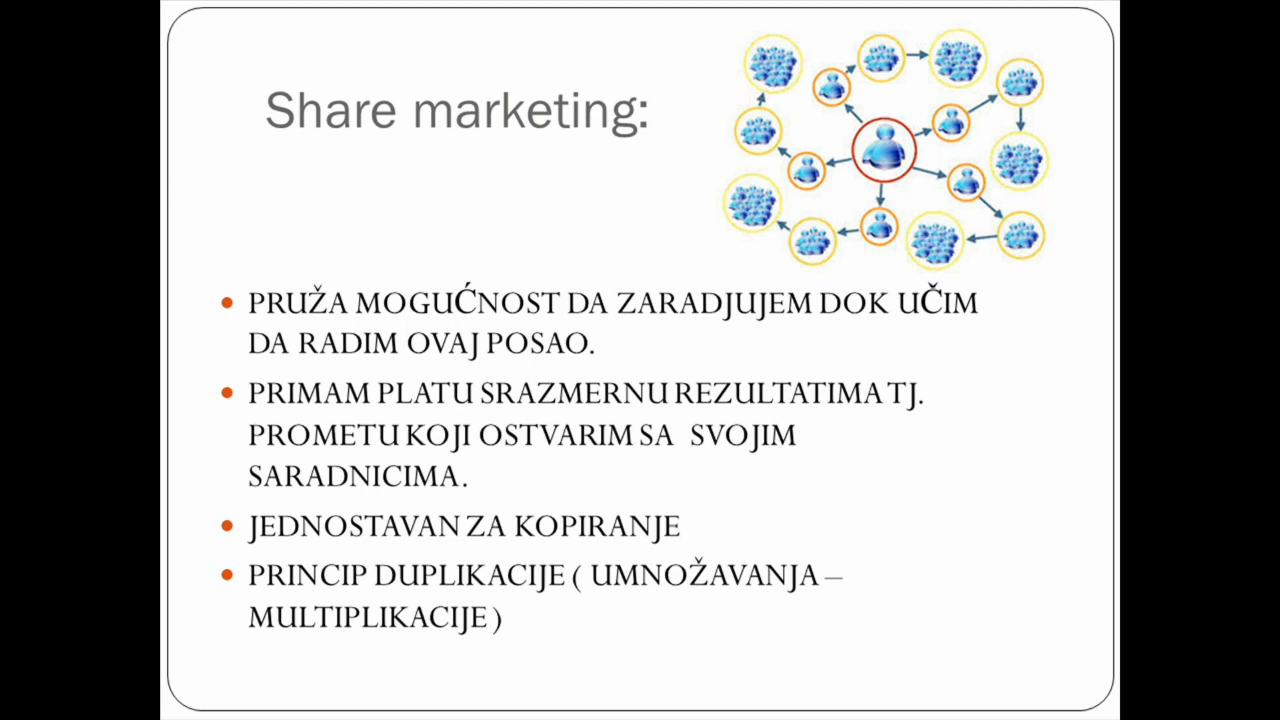 Share marketing:
PRUŽA MOGUĆNOST DA ZARADJUJEM DOK UČIM
DA RADIM OVAJ POSAO.
PRIMAM PLATU SRAZMERNU REZULTATIMA TJ.
PROMETU KOJI OSTVARIM SA SVOJIM
SARADNICIMA.
JEDNOSTAVAN ZA KOPIRANJE
PRINCIP DUPLIKACIJE ( UMNOŽAVANJA –
MULTIPLIKACIJE )